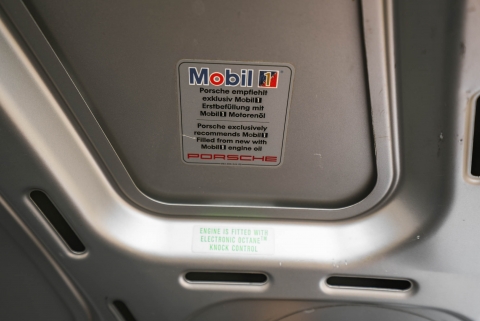 Mobil 1
Porsche empfiehlt
exklusiv Mobil 1
Erstbefüllung mit
Mobil 1 Motorenöl
Porsche exclusively
recommends Mobil 1
Filled from new with
Mobil 1 engine oil
PORSCHE
ENGINE IS FITTED WITH
ELECTRONIC OCTANE™
KNOCK CONTROL